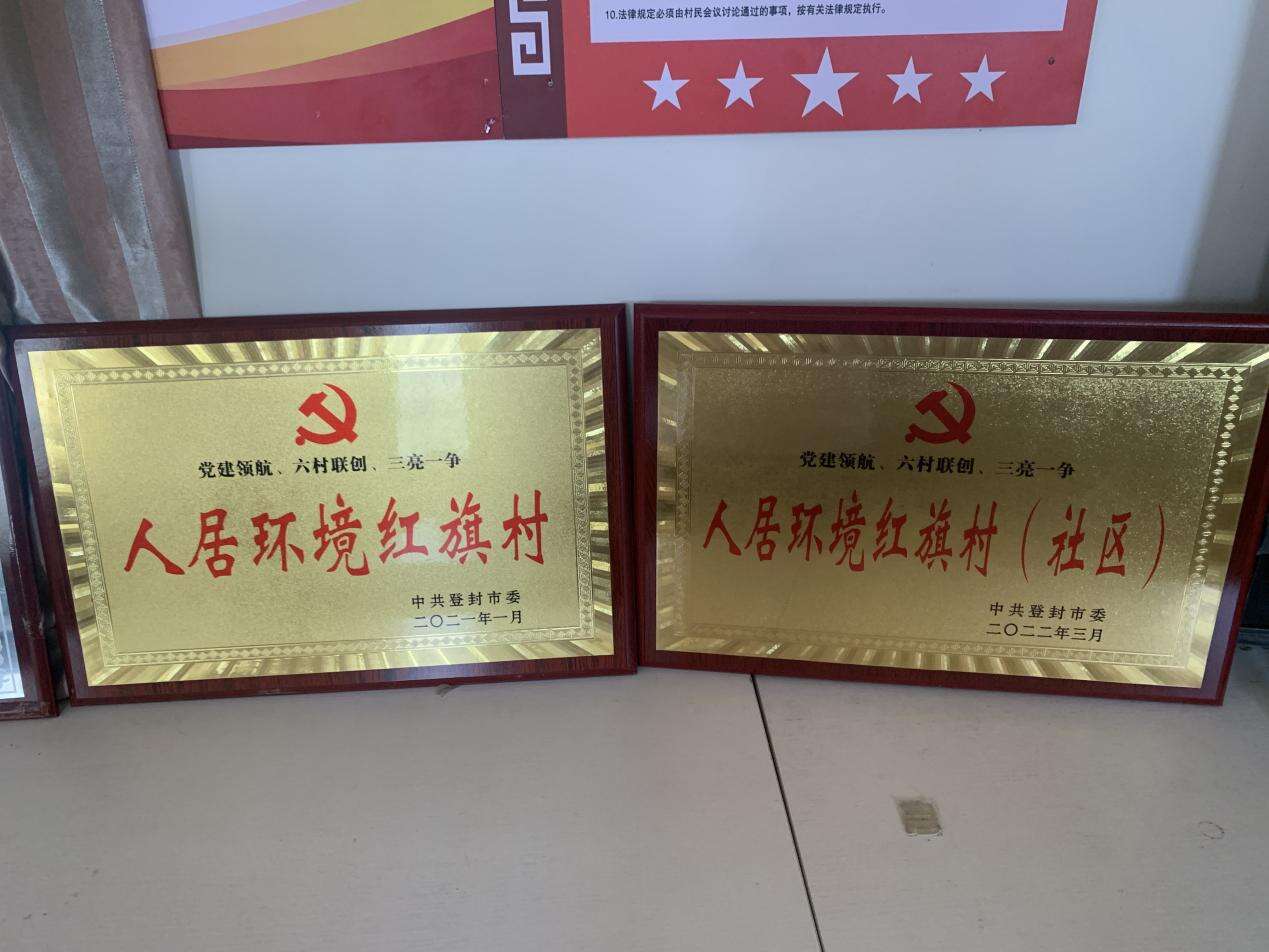 10.法律规定必须由村民会议讨论通过的事项，按有关法律规定执行。
党建领航、六村联创、三亮一争
人居环境红旗村
中共登封市委
二〇二一年一月
党建领航、六村联创、三亮一争
人居环境红旗村（社区）
中共登封市委
二〇二二年三月